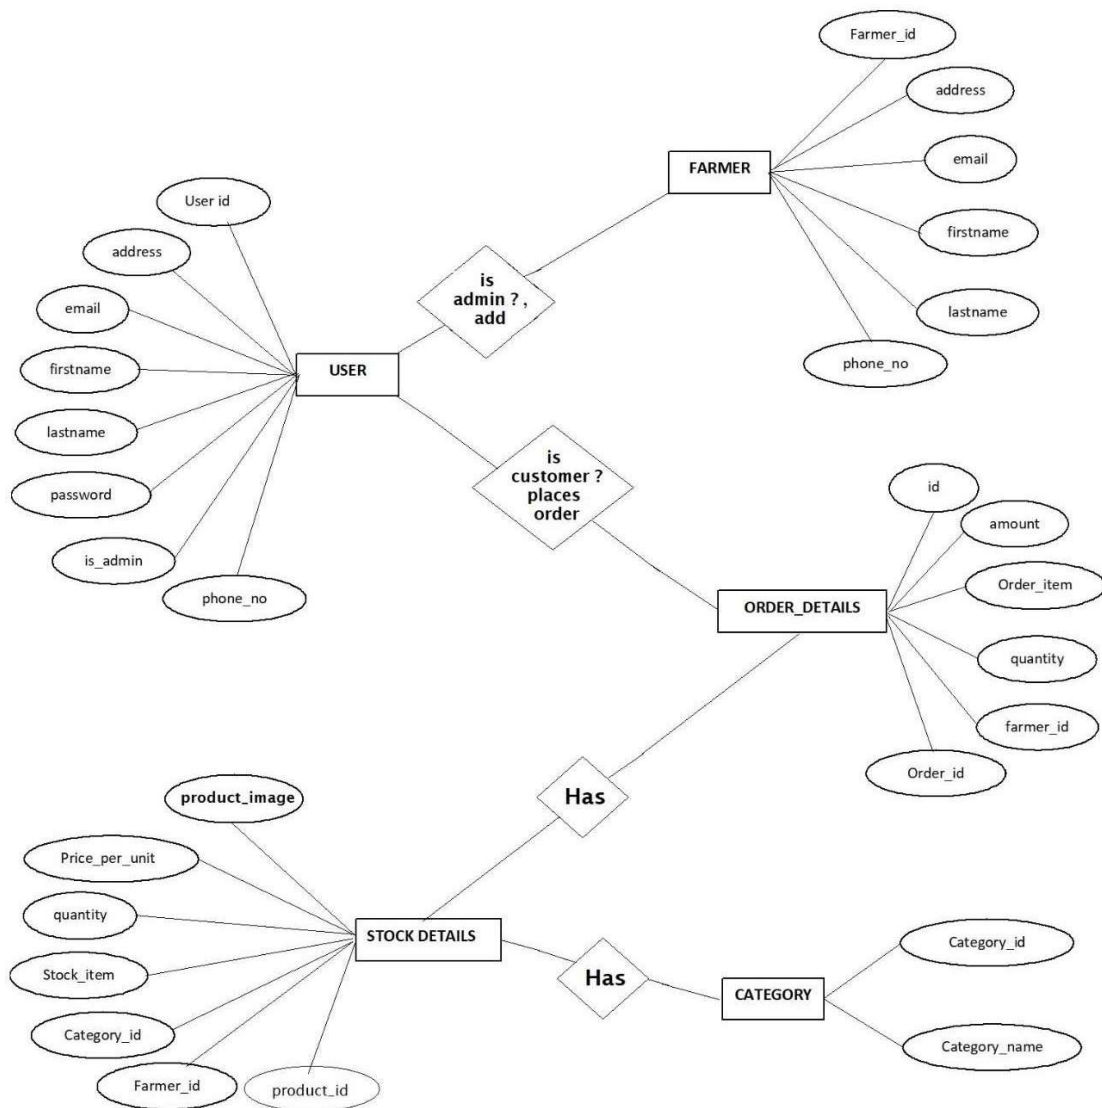 Farmer_id
address
FARMER
email
User id
firstname
address
is
admin ? ,
add
email
lastname
phone_no
USER
firstname
lastname
is
customer ?
places
order
id
password
amount
is_admin
Order_item
phone_no
ORDER_DETAILS
quantity
farmer_id
Order_id
product_image
Has
Price_per_unit
quantity
STOCK DETAILS
Category_id
Stock_item
Has
CATEGORY
Category_id
Category_name
Farmer_id
product_id